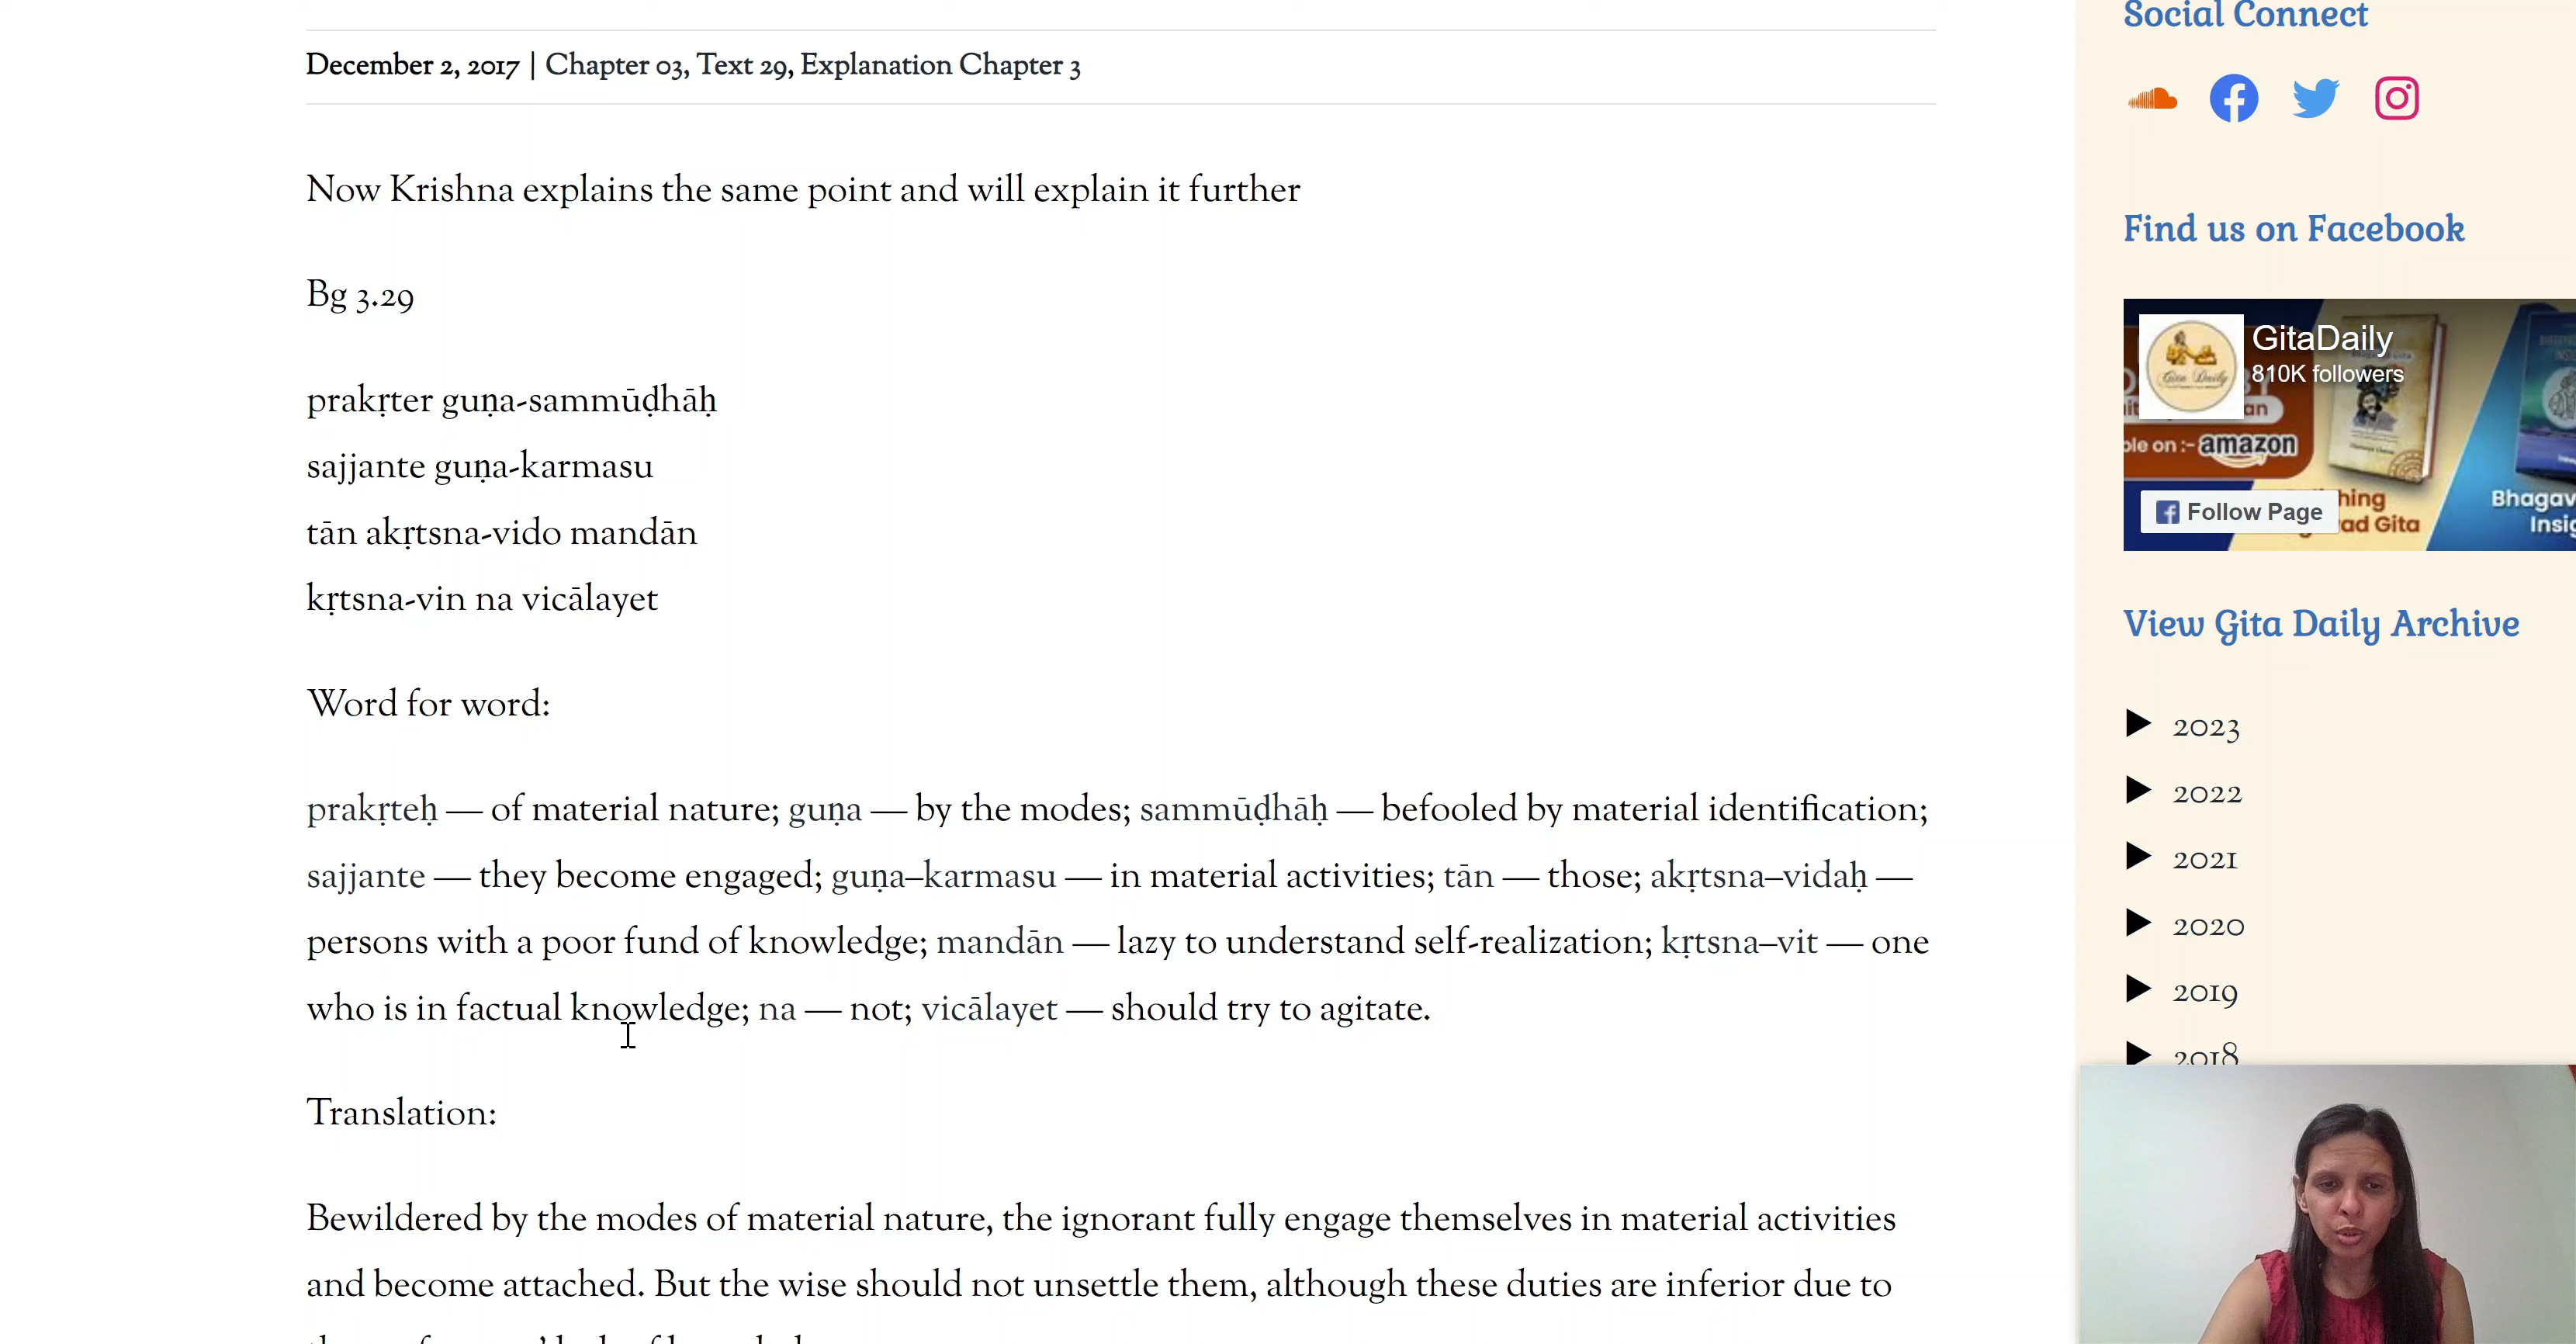 December 2, 2017 | Chapter 03, Text 29, Explanation Chapter 3
Now Krishna explains the same point and will explain it further
Bg 3.29
prakṛter guṇa-sammūḍhāḥ
sajjante guṇa-karmasu
tān akṛtsna-vido mandān
kṛtsna-vin na vicālayet
Word for word:
prakṛteḥ — of material nature; guṇa — by the modes; sammūḍhāḥ — befooled by material identification;
sajjante — they become engaged; guṇa–karmasu — in material activities; tān — those; akṛtsna–vidaḥ —
persons with a poor fund of knowledge; mandān — lazy to understand self-realization; kṛtsna–vit — one
who is in factual knowledge; na — not; vicālayet — should try to agitate.
Translation:
Bewildered by the modes of material nature, the ignorant fully engage themselves in material activities
and become attached. But the wise should not unsettle them, although these duties are inferior due to
Social Connect
Find us on Facebook
GitaDaily
810K followers
amazon
Follow Page
ad Gita
View Gita Daily Archive
2023
2022
2021
2020
2019
2018